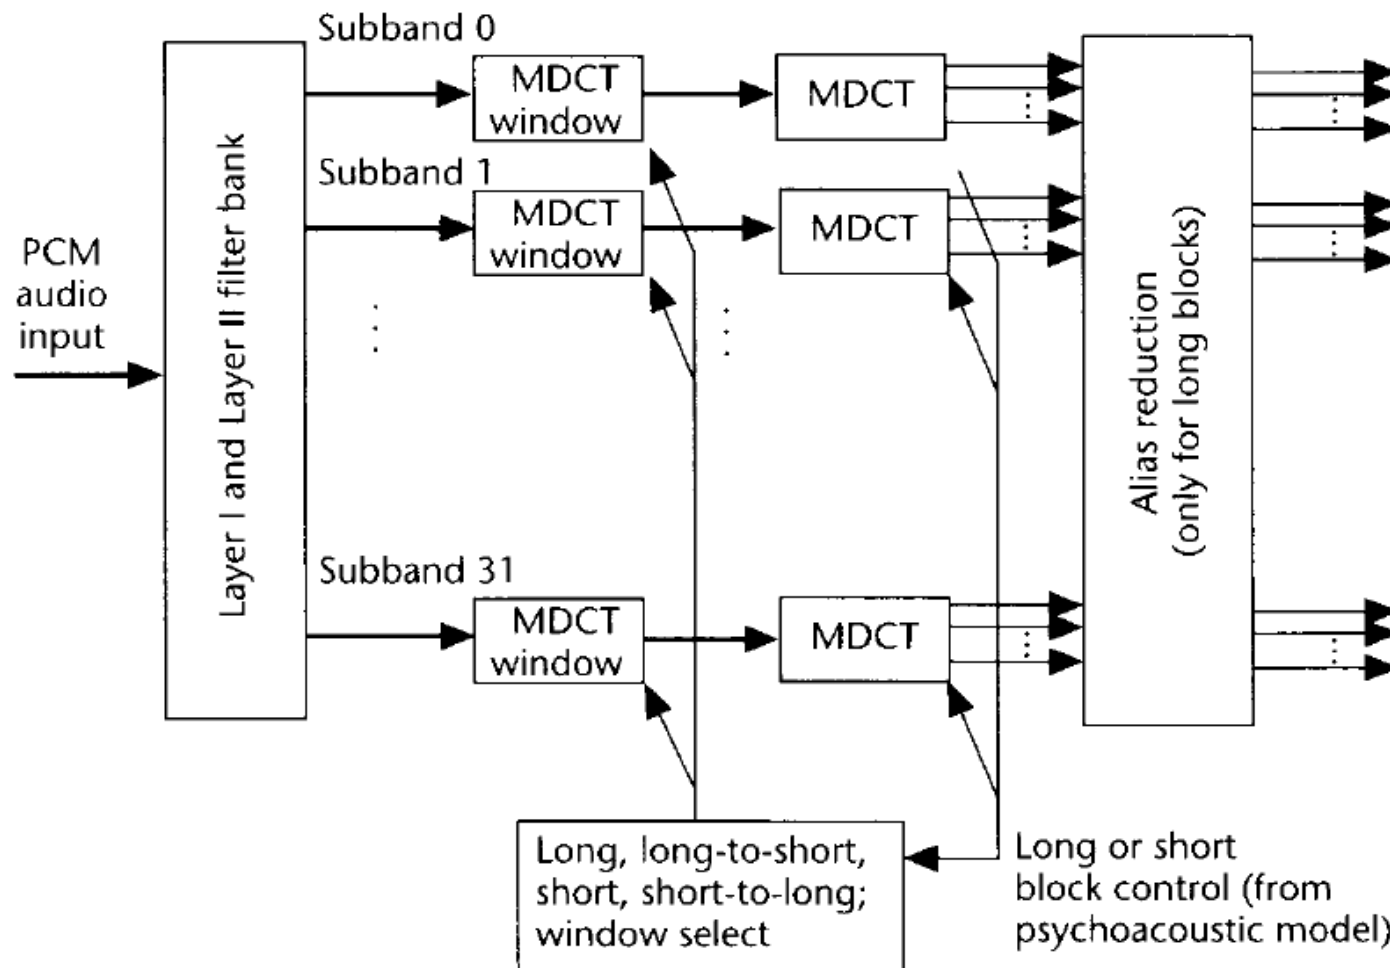 Subband 0
MDCT
window
MDCT
Subband 1
MDCT
window
MDCT
PCM
audio
input
Layer I and Layer II filter bank
Subband 31
MDCT
window
MDCT
Alias reduction
(only for long blocks)
Long, long-to-short,
short, short-to-long;
window select
Long or short
block control (from
psychoacoustic model)